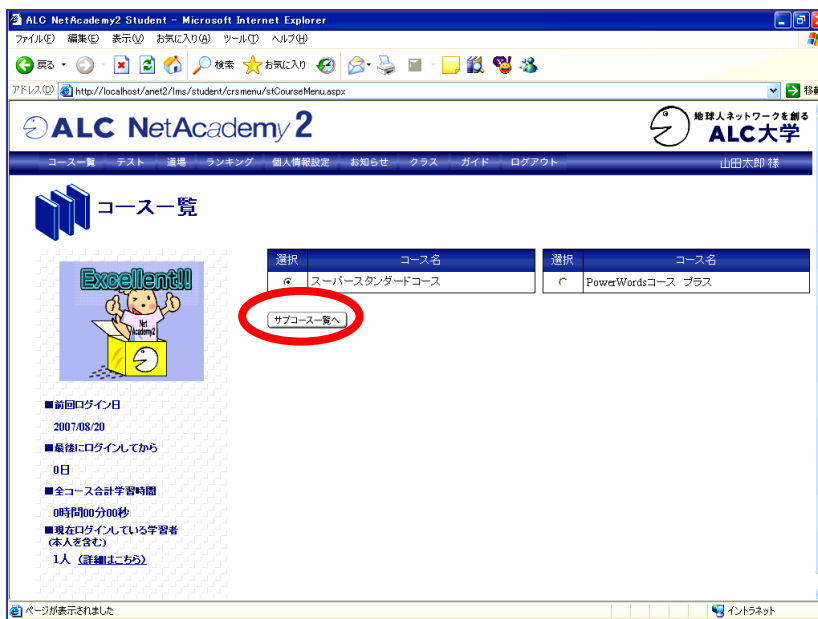 ALC NetAcademy2 Student - Microsoft Internet Explorer
ファイル(F) 編集(E) 表示(V) お気に入り(A) ツール(T) ヘルプ(H)
戻る 検索 お気に入り
アドレス(D) http://localhost/anet2/lms/student/crsmenu/stCourseMenu.aspx 移動
ALC NetAcademy 2
地球人ネットワークを創る
ALC大学
コース一覧 テスト 道場 ランキング 個人情報設定 お知らせ クラス ガイド ログアウト 山田太郎 様
コース一覧
選択 コース名 選択 コース名
スーパースタンダードコース PowerWordsコース プラス
サブコース一覧へ
Excellent!!
Net
Academy2
■前回ログイン日
2007/08/20
■最後にログインしてから
0日
■全コース合計学習時間
0時間00分00秒
■現在ログインしている学習者
(本人を含む)
1人 (詳細はこちら)
ページが表示されました イントラネット